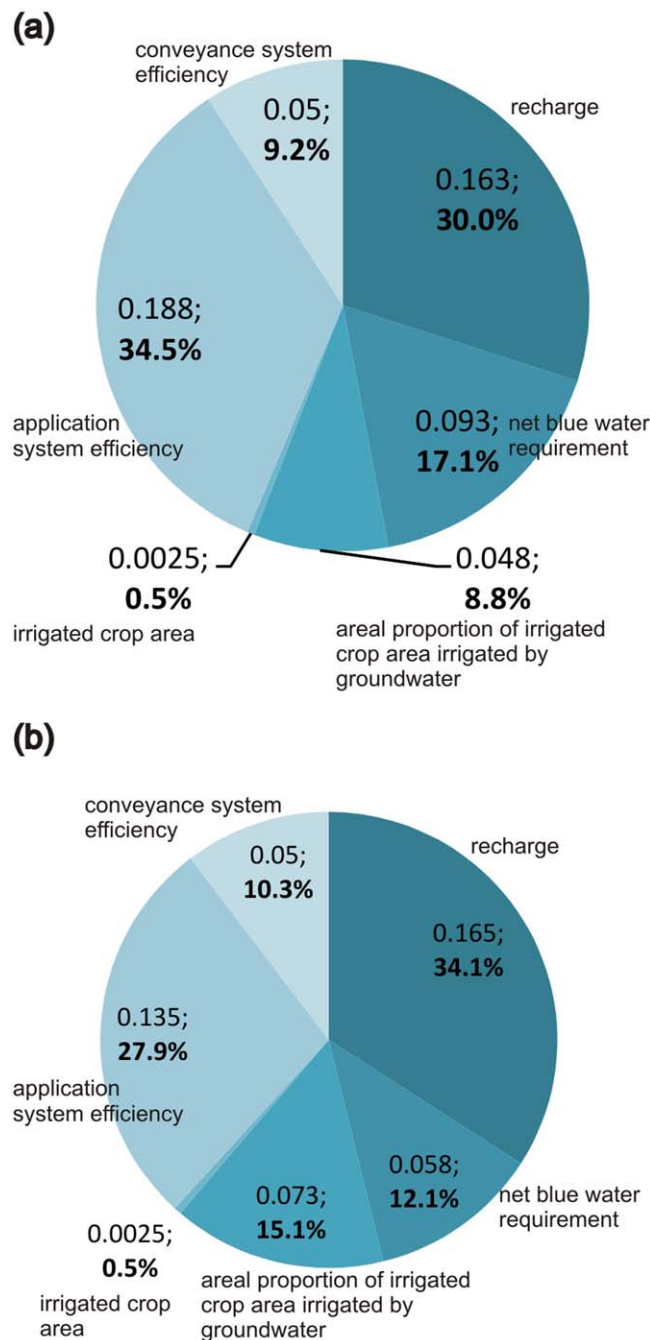 (a)
conveyance system
efficiency
0.05;
9.2%
recharge
0.163;
30.0%
0.188;
34.5%
application
system efficiency
0.093;
17.1%
net blue water
requirement
0.0025;
0.5%
irrigated crop area
0.048;
8.8%
areal proportion of irrigated
crop area irrigated by
groundwater
(b)
conveyance system
efficiency
0.05;
10.3%
recharge
0.165;
34.1%
0.135;
27.9%
application
system efficiency
0.058;
12.1%
net blue water
requirement
0.073;
15.1%
areal proportion of irrigated
crop area irrigated by
groundwater
0.0025;
0.5%
irrigated crop
area